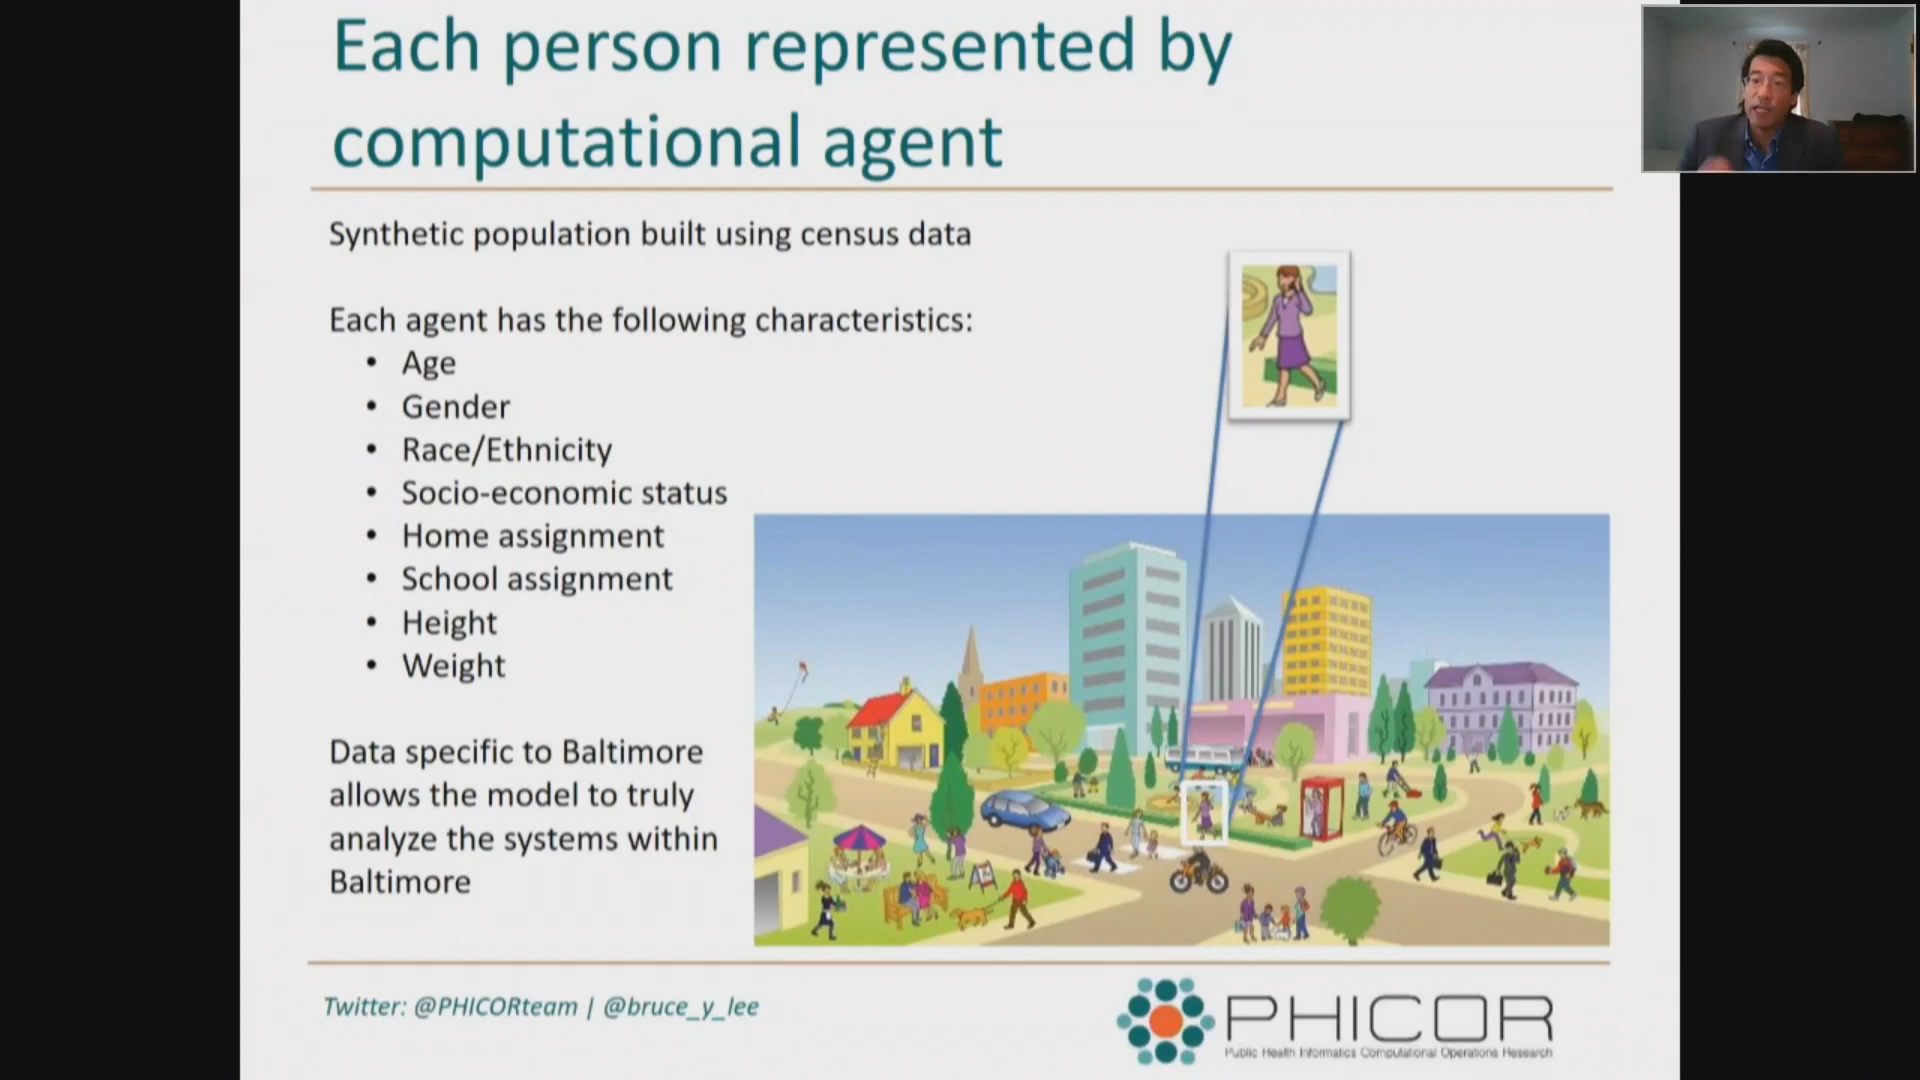 Each person represented by
computational agent
Synthetic population built using census data
Each agent has the following characteristics:
• Age
• Gender
• Race/Ethnicity
• Socio-economic status
• Home assignment
• School assignment
• Height
• Weight
Data specific to Baltimore
allows the model to truly
analyze the systems within
Baltimore
Twitter: @PHICORteam | @bruce_y_lee
PHICOR
Public Health Informatics Computational Operations Research